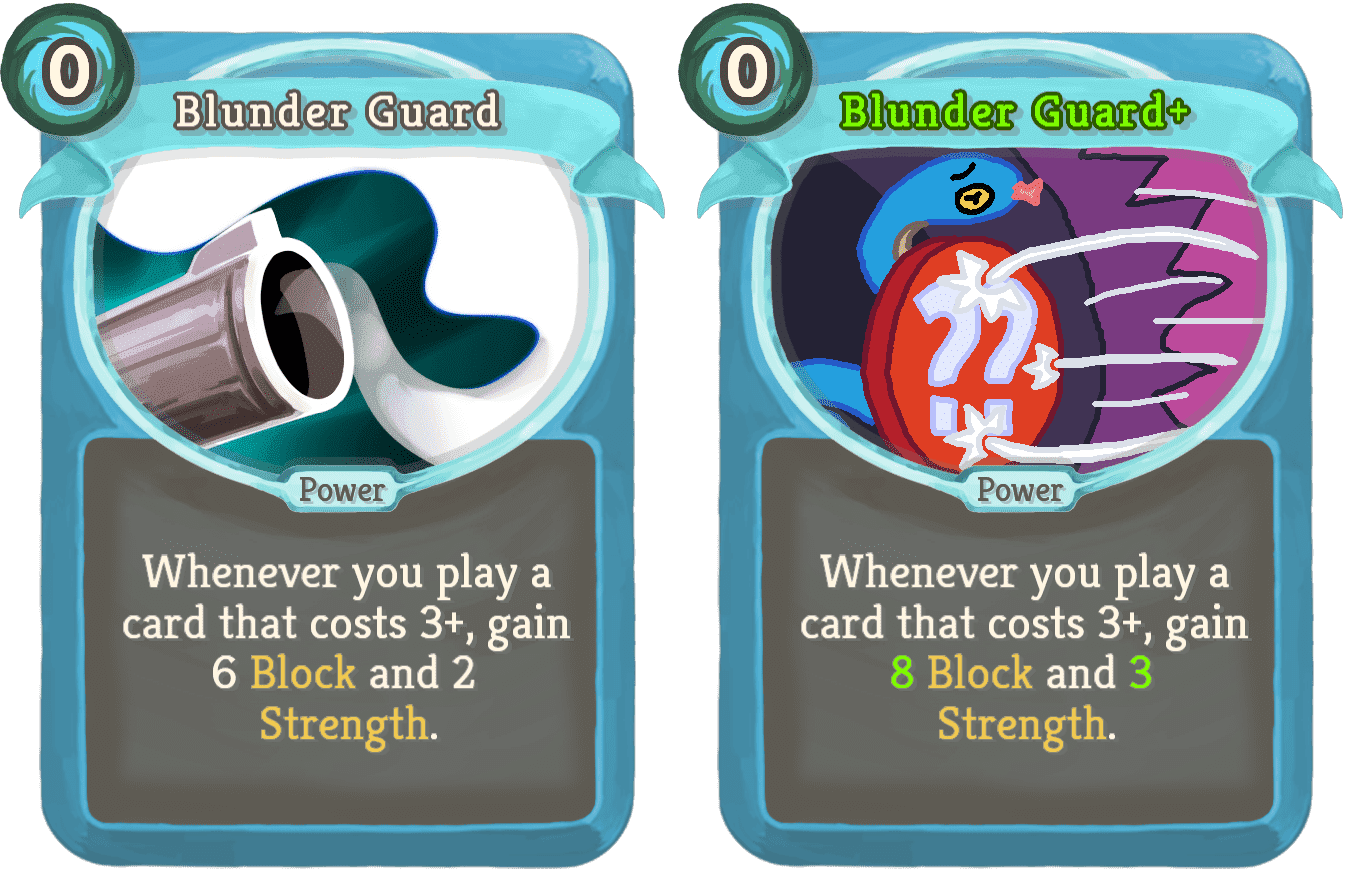 0
Blunder Guard
Power
Whenever you play a
card that costs 3+, gain
6 Block and 2
Strength.
0
Blunder Guard+
??
Power
Whenever you play a
card that costs 3+, gain
8 Block and 3
Strength.